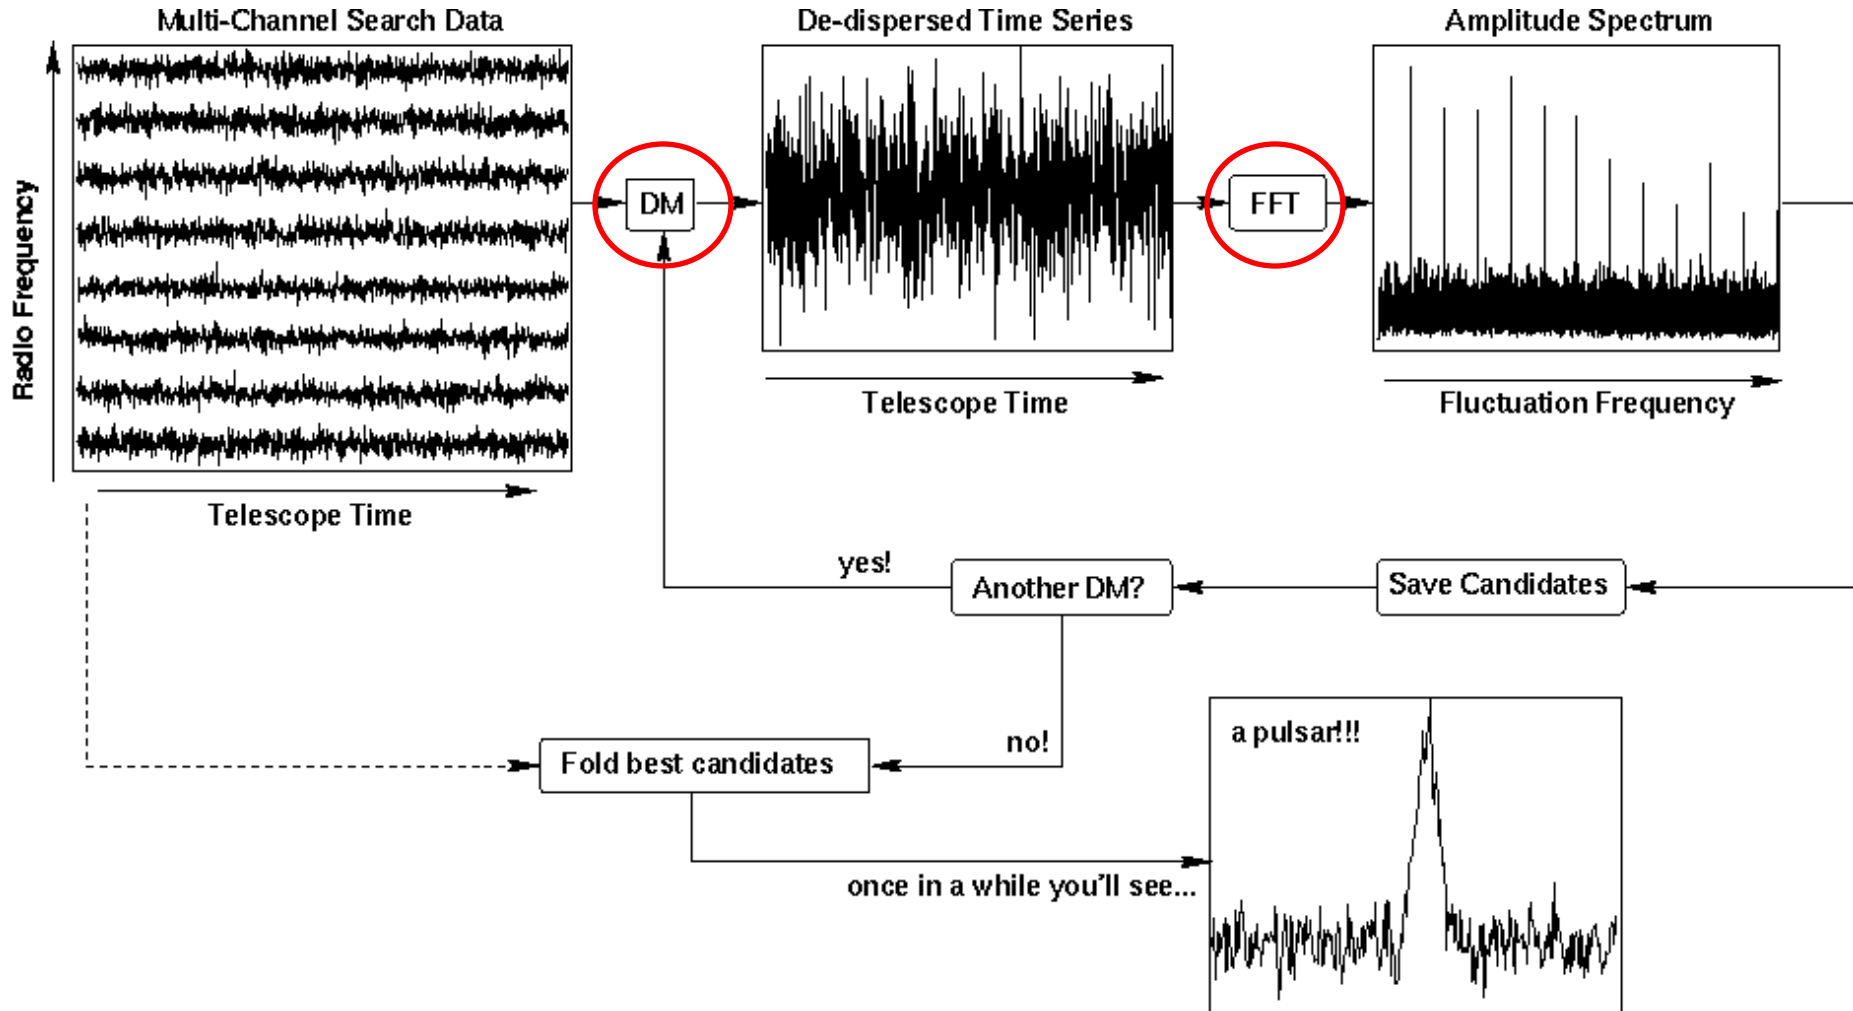 Multi-Channel Search Data
De-dispersed Time Series
Amplitude Spectrum
Radio Frequency
DM
FFT
Telescope Time
Fluctuation Frequency
Telescope Time
yes!
Another DM?
Save Candidates
no!
Fold best candidates
a pulsar!!!
once in a while you'll see...